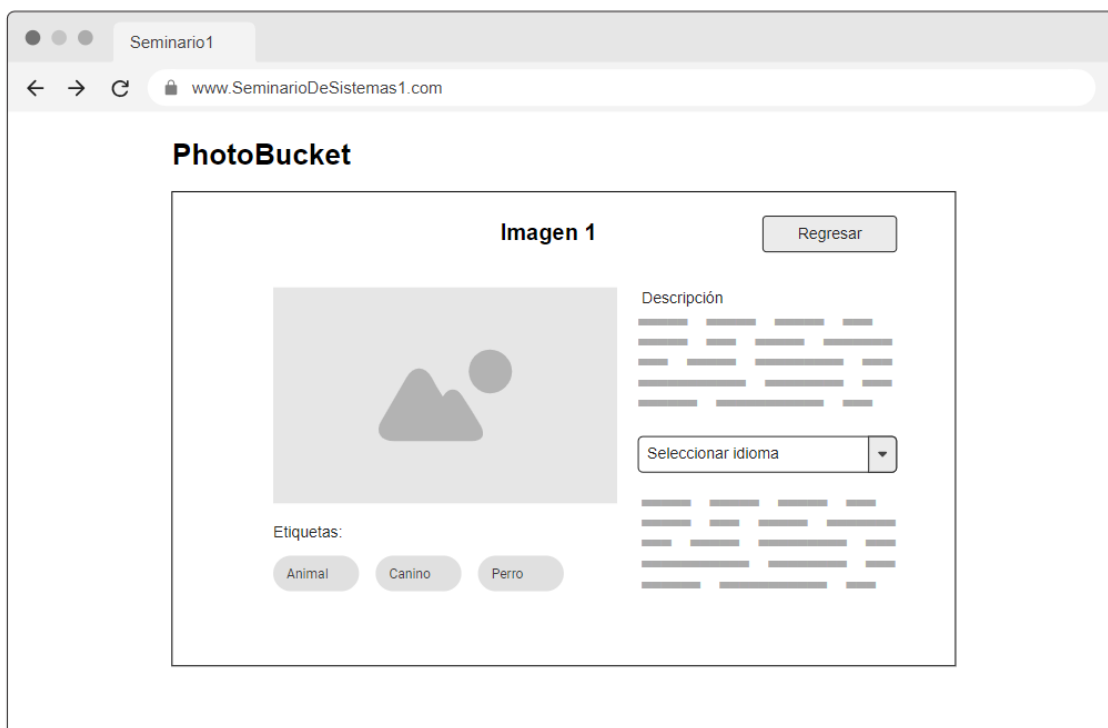 Seminario1
www.SeminarioDeSistemas1.com
PhotoBucket
Imagen 1
Regresar
Descripción
Seleccionar idioma
Etiquetas:
Animal Canino Perro